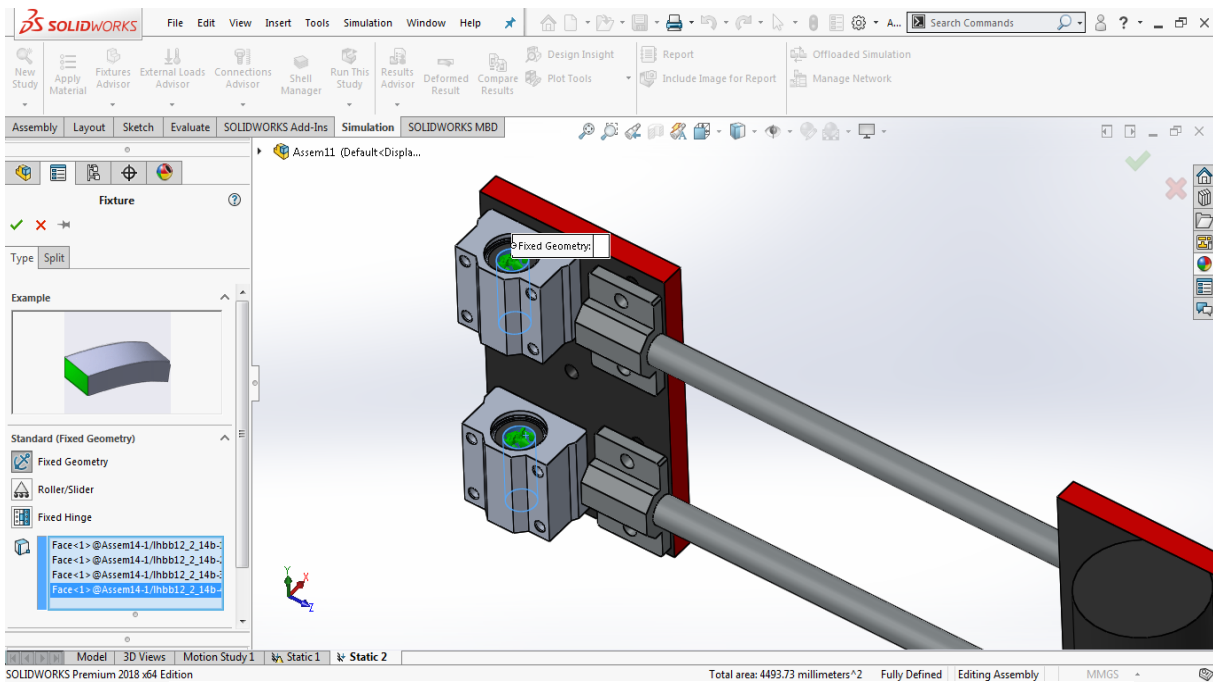 SOLIDWORKS File Edit View Insert Tools Simulation Window Help A... Search Commands ?
New Study
Apply Material
Fixtures Advisor
External Loads Advisor
Connections Advisor
Shell Manager
Run This Study
Results Advisor
Deformed Result
Compare Results
Design Insight
Plot Tools
Report
Include Image for Report
Offloaded Simulation
Manage Network
Assembly Layout Sketch Evaluate SOLIDWORKS Add-Ins Simulation SOLIDWORKS MBD
Assem11 (Default<Displa...
Fixture
Type Split
Example
Fixed Geometry:
Standard (Fixed Geometry)
Fixed Geometry
Roller/Slider
Fixed Hinge
Face<1>@Assem14-1/lhbb12_2_14b-
Face<1>@Assem14-1/lhbb12_2_14b-
Face<1>@Assem14-1/lhbb12_2_14b-
Face<1>@Assem14-1/lhbb12_2_14b-
Y
X
Z
Model 3D Views Motion Study 1 Static 1 Static 2
SOLIDWORKS Premium 2018 x64 Edition Total area: 4493.73 millimeters^2 Fully Defined Editing Assembly MMGS